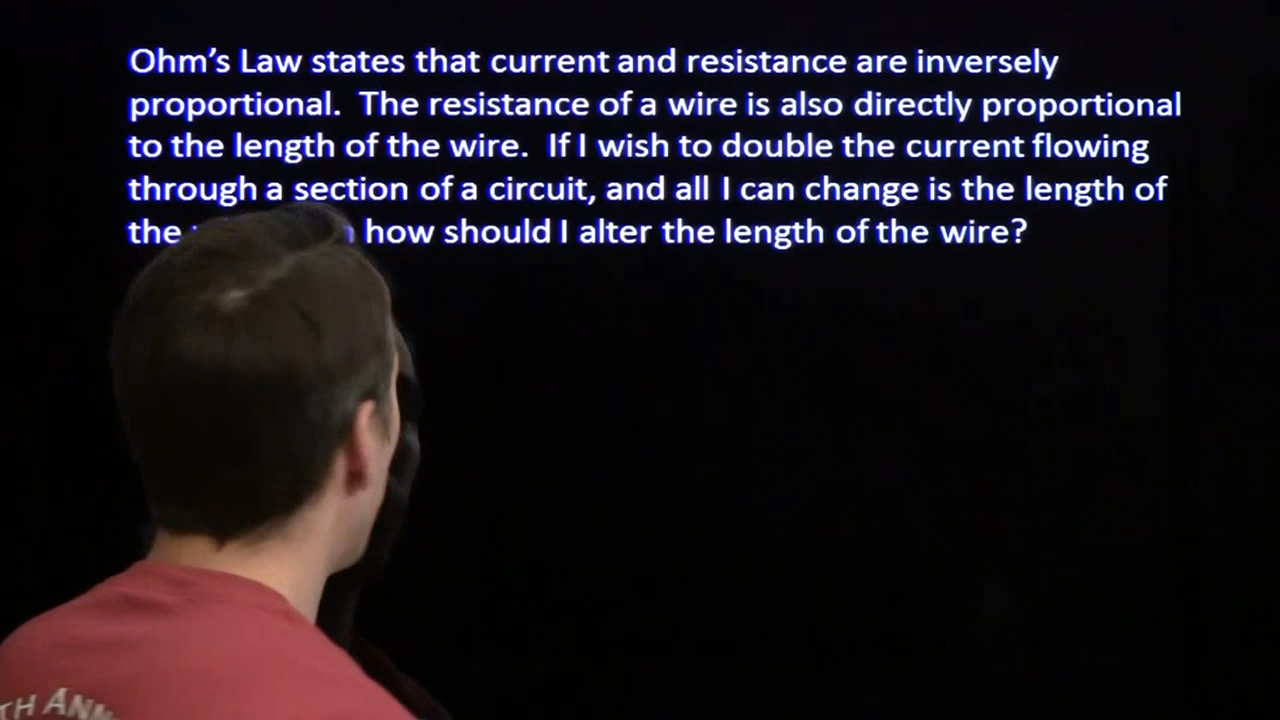 Ohm's Law states that current and resistance are inversely
proportional. The resistance of a wire is also directly proportional
to the length of the wire. If I wish to double the current flowing
through a section of a circuit, and all I can change is the length of
the how should I alter the length of the wire?
TH ANN